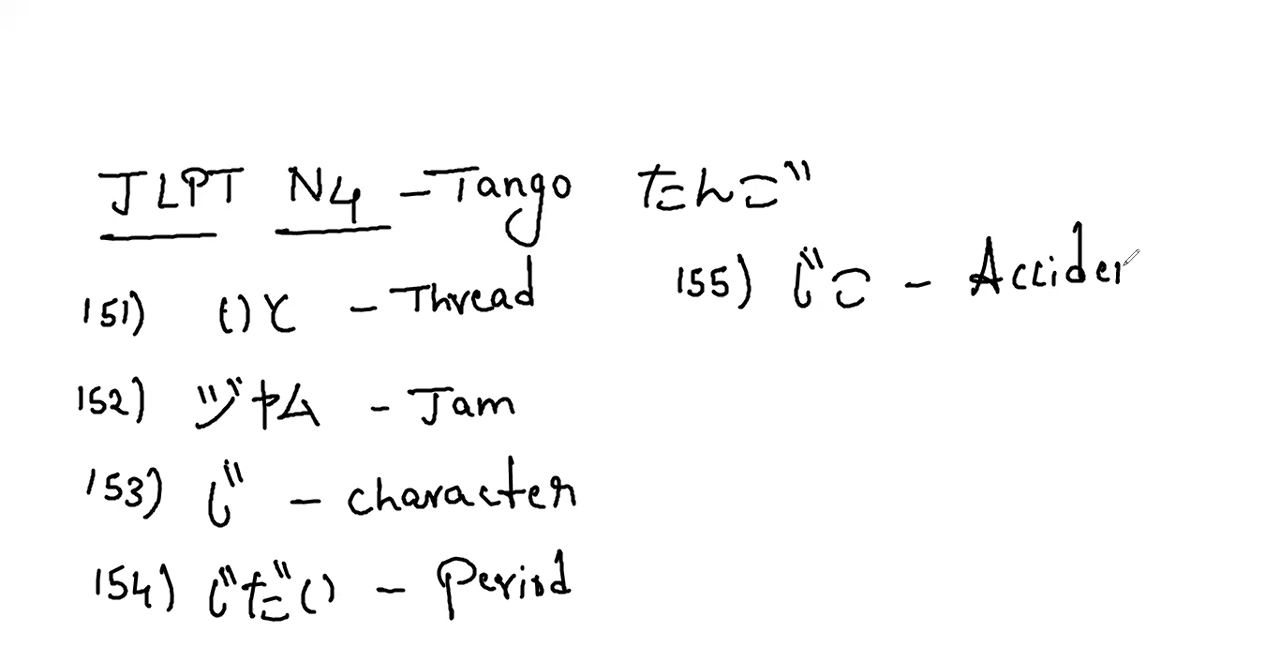 JLPT N4 - Tango たんご
151) いと - Thread
152) ジャム - Jam
153) じ - character
154) じだい - Period
155) じこ - Acciden